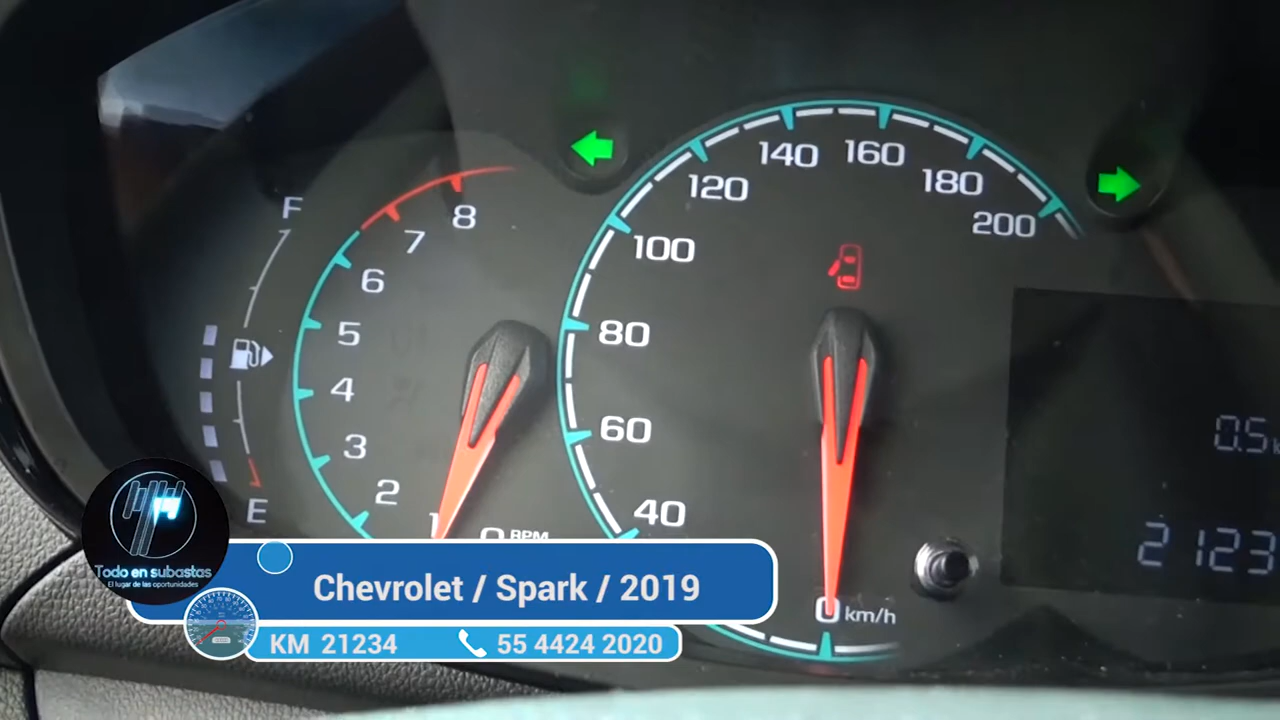 F
E
8
7
6
5
4
3
2
1
0 RPM
200
180
160
140
120
100
80
60
40
0 km/h
0.5
2123
Todo en subastas
El lugar de las oportunidades
Chevrolet / Spark / 2019
KM 21234
55 4424 2020